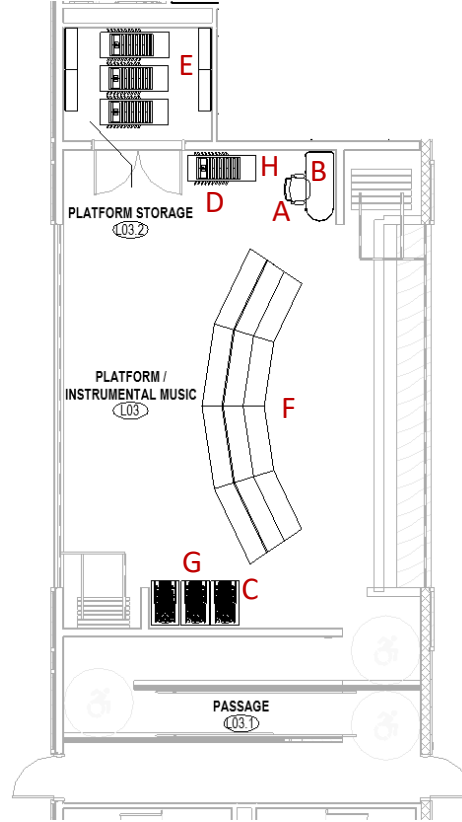 E
H
B
D
A
PLATFORM STORAGE
L03.2
PLATFORM /
INSTRUMENTAL MUSIC
L03
F
G
C
PASSAGE
L03.1